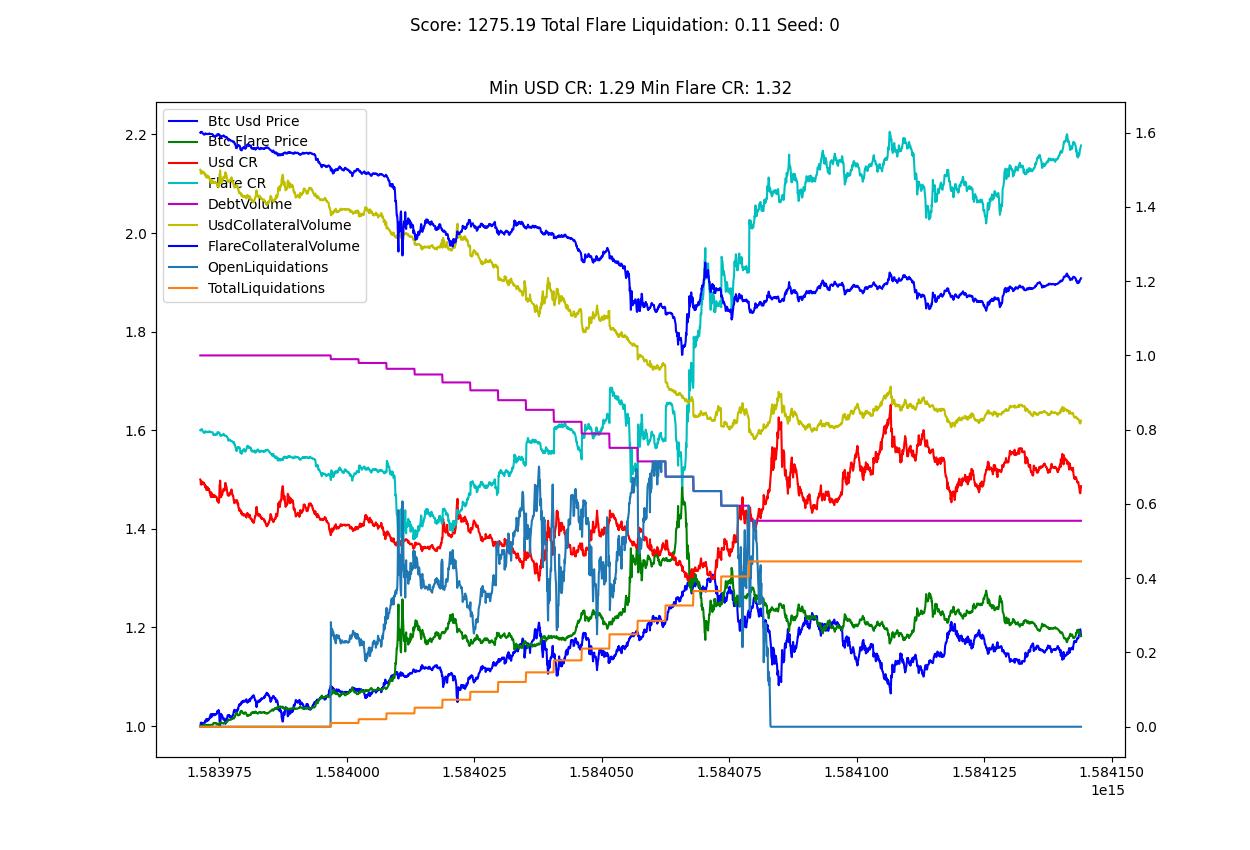 Score: 1275.19 Total Flare Liquidation: 0.11 Seed: 0
Min USD CR: 1.29 Min Flare CR: 1.32
Btc Usd Price
Btc Flare Price
Usd CR
Flare CR
DebtVolume
UsdCollateralVolume
FlareCollateralVolume
OpenLiquidations
TotalLiquidations
2.2
2.0
1.8
1.6
1.4
1.2
1.0
1.6
1.4
1.2
1.0
0.8
0.6
0.4
0.2
0.0
1.583975 1.584000 1.584025 1.584050 1.584075 1.584100 1.584125 1.584150
1e15